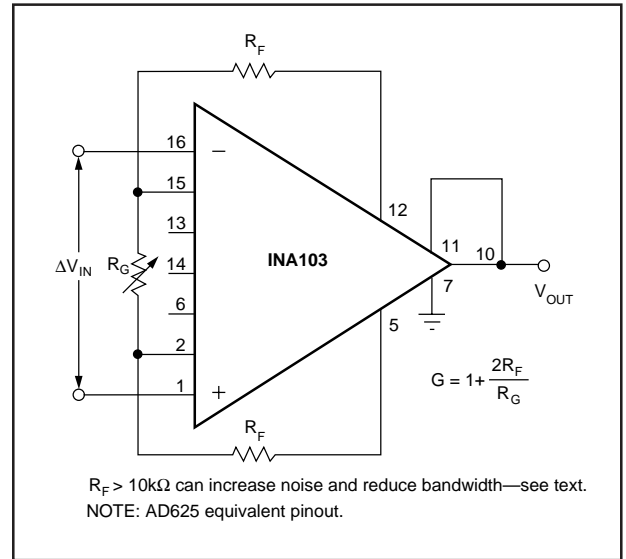 R_F
16
−
15
12
13
11
10
ΔV_IN
R_G
14
INA103
7
V_OUT
6
5
2
G = 1+ 2R_F / R_G
1
+
R_F
R_F > 10kΩ can increase noise and reduce bandwidth—see text.
NOTE: AD625 equivalent pinout.